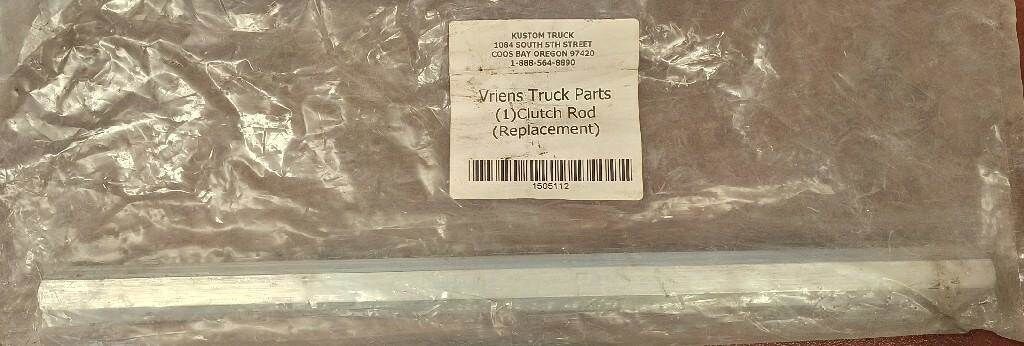 KUSTOM TRUCK
1084 SOUTH 5TH STREET
COOS BAY OREGON 97420
1-888-564-8890
Vriens Truck Parts
(1)Clutch Rod
(Replacement)
1505112